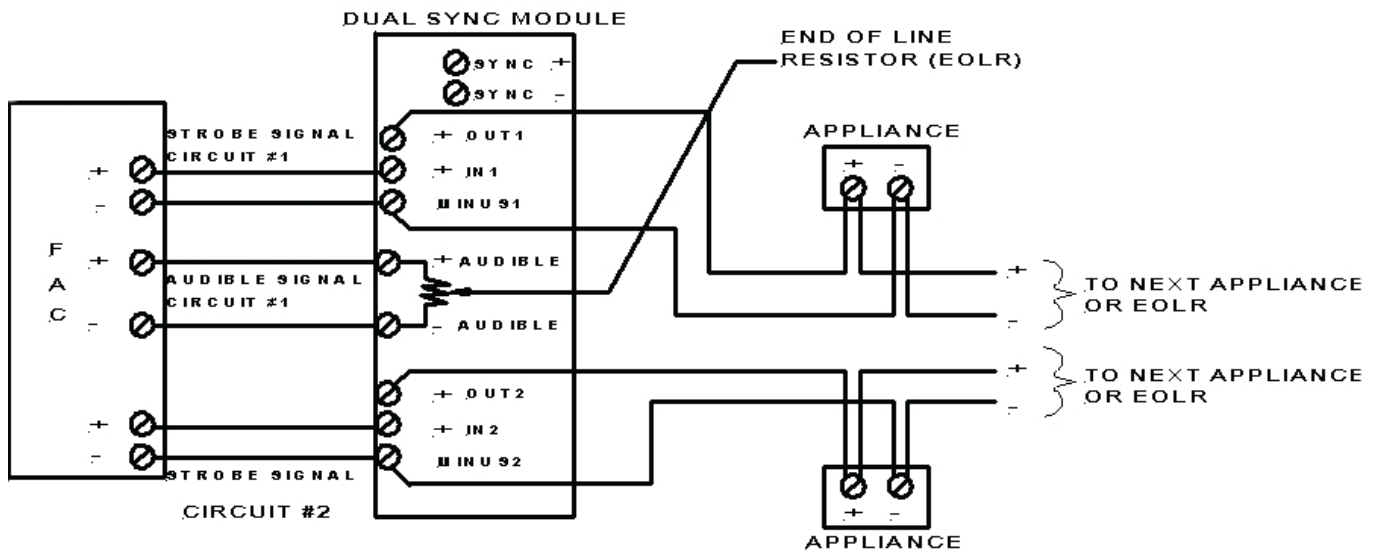 DUAL SYNC MODULE
END OF LINE
RESISTOR (EOLR)
SYNC +
SYNC -
STROBE SIGNAL
CIRCUIT #1
+ OUT1
+ IN1
MINUS1
APPLIANCE
+ -
+
-
F
A
C
+
-
AUDIBLE SIGNAL
CIRCUIT #1
+ AUDIBLE
- AUDIBLE
+
-
TO NEXT APPLIANCE
OR EOLR
+
-
TO NEXT APPLIANCE
OR EOLR
+ OUT2
+ IN2
MINUS2
+
-
STROBE SIGNAL
CIRCUIT #2
+ -
APPLIANCE